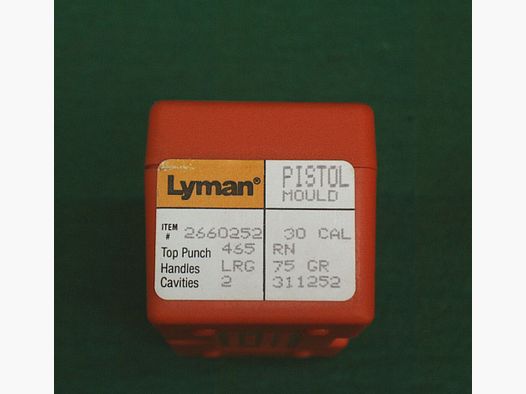 Lyman®
PISTOL
MOULD
ITEM # 2660252 30 CAL
Top Punch 465 RN
Handles LRG 75 GR
Cavities 2 311252